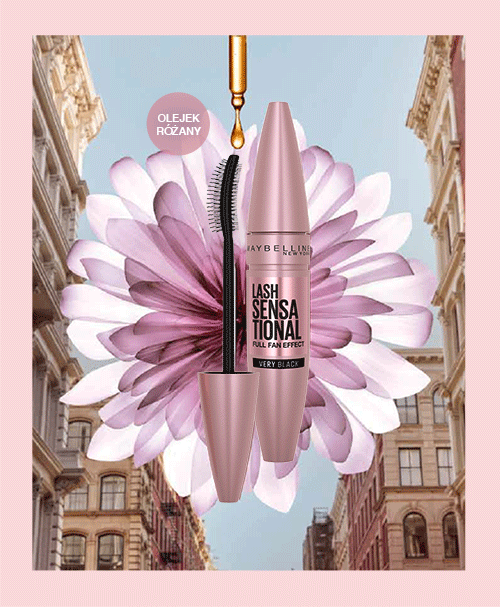 OLEJEK
RÓŻANY
MAYBELLINE
NEW YORK
LASH
SENSA
TIONAL
FULL FAN EFFECT
VERY BLACK